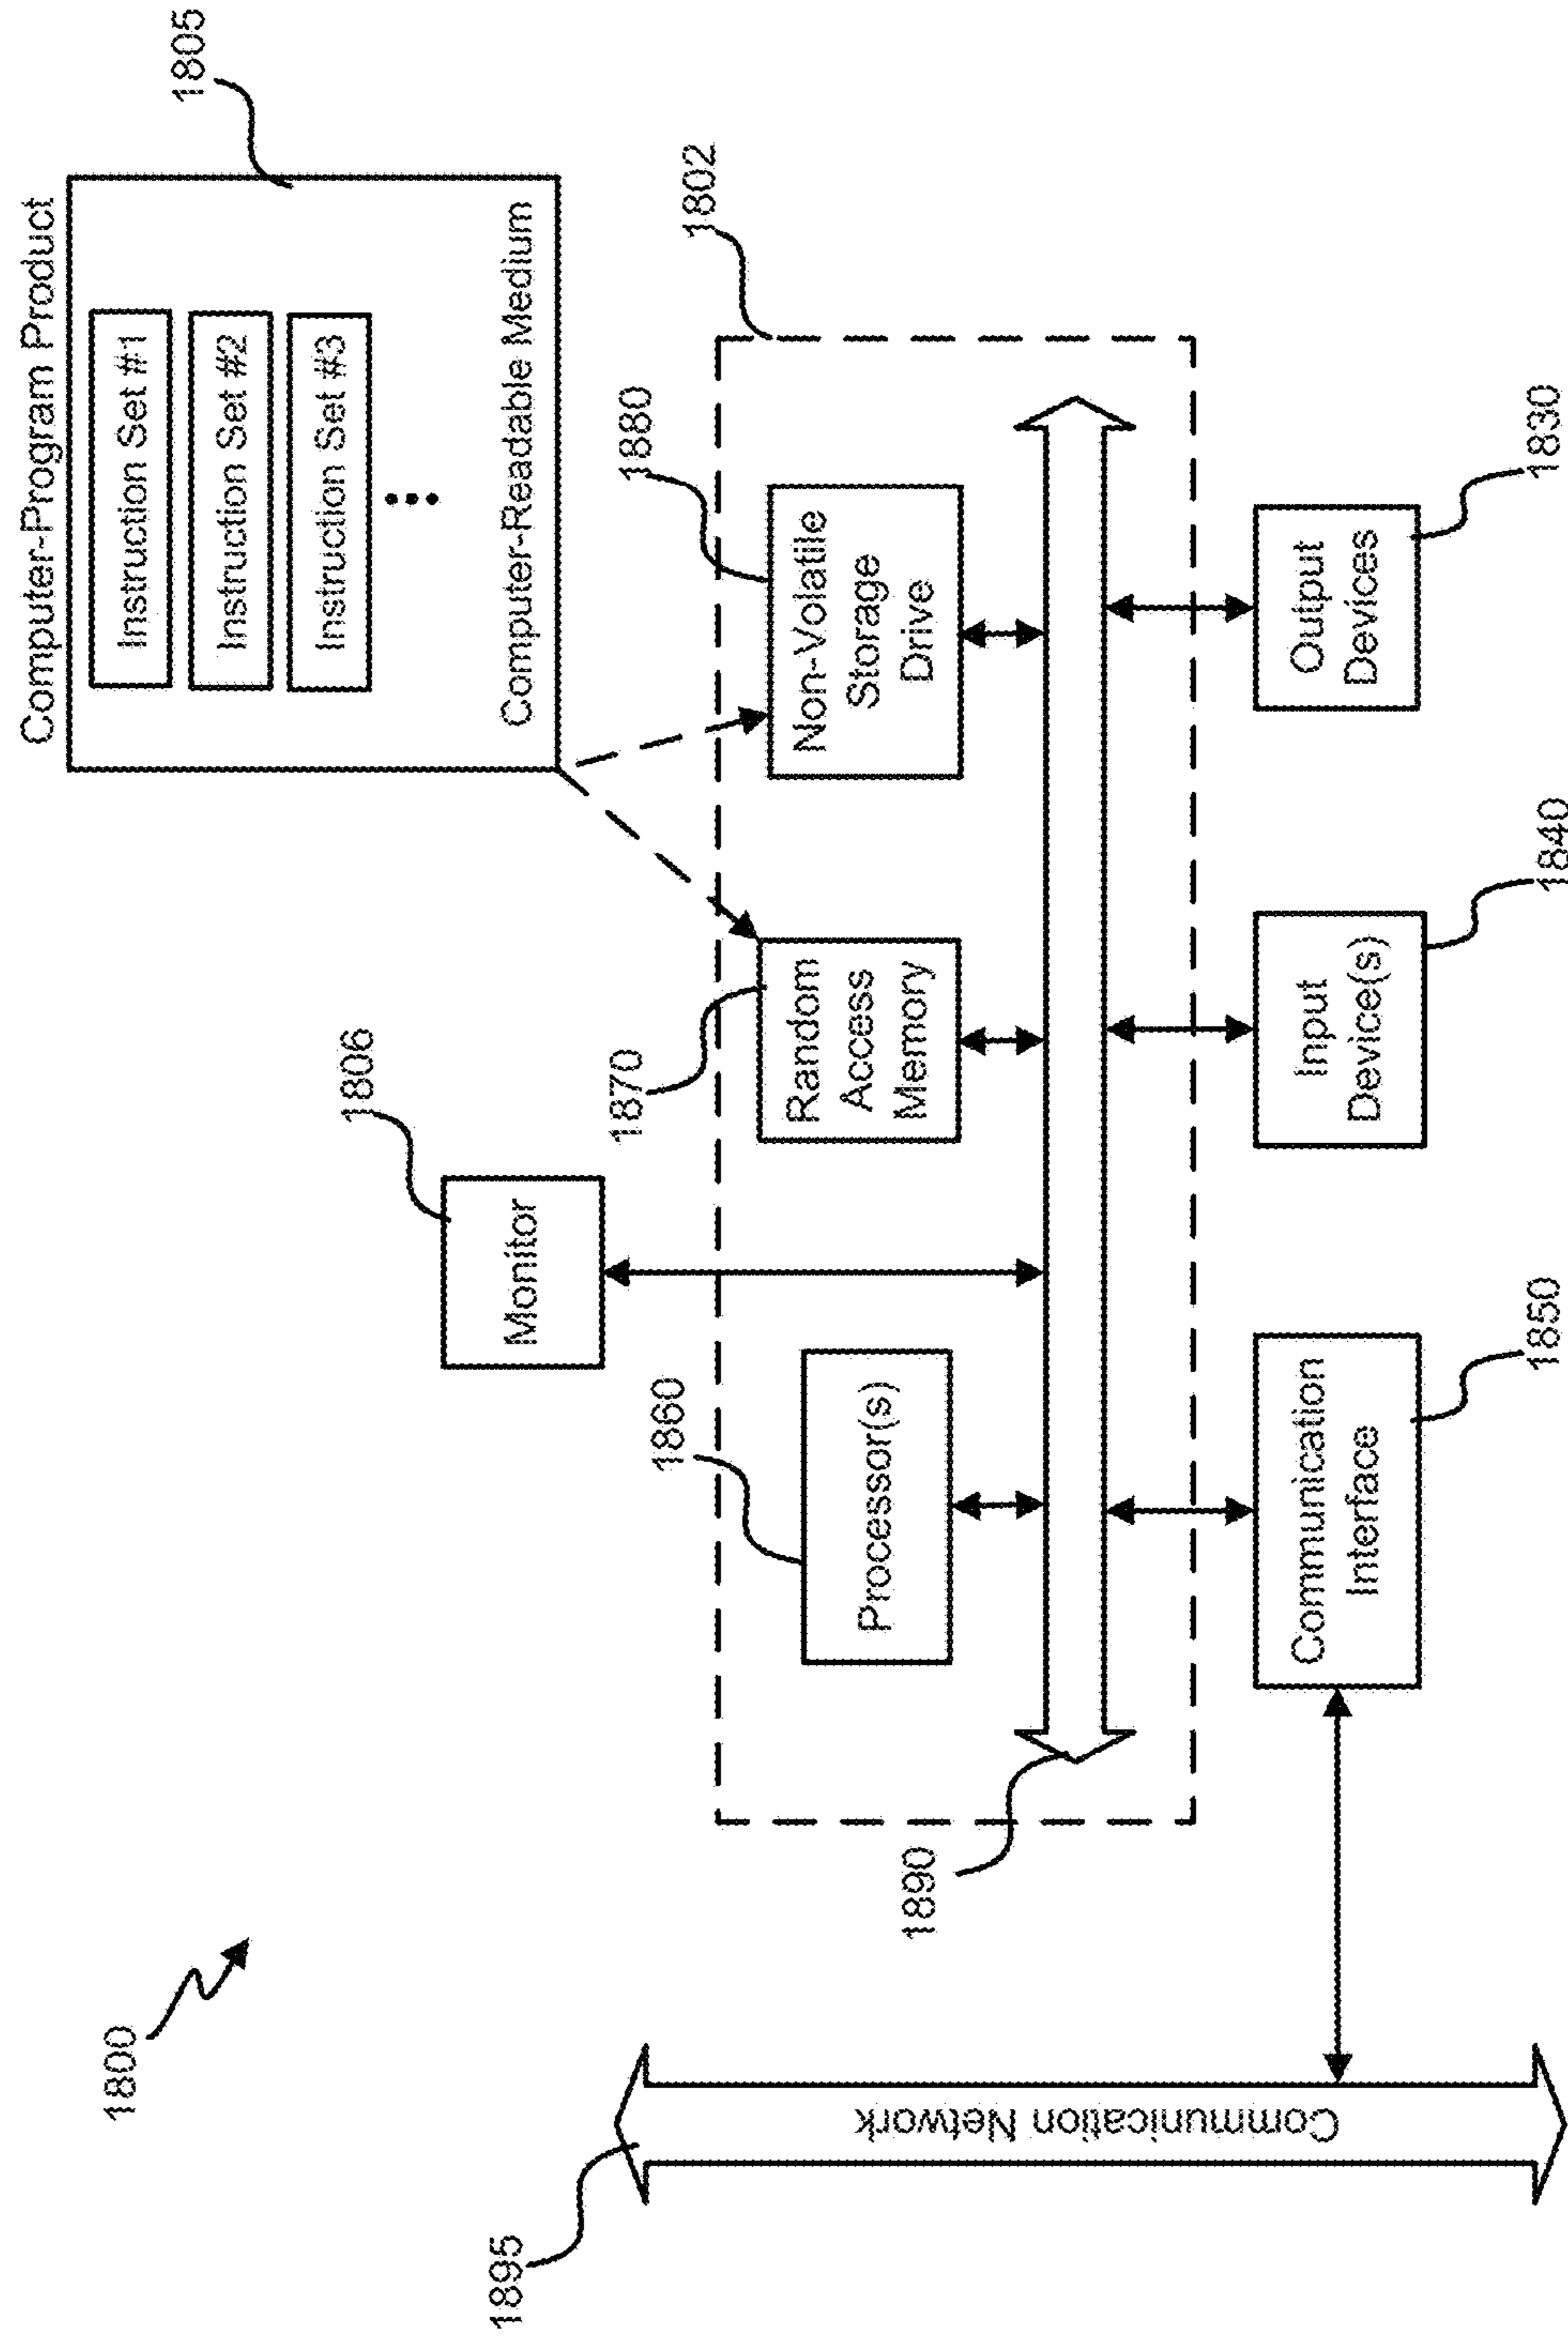 1800
Computer-Program Product
1805
Instruction Set #1
Instruction Set #2
Instruction Set #3
...
Computer-Readable Medium
1806
Monitor
1802
1860
Processor(s)
1870
Random
Access
Memory
1880
Non-Volatile
Storage
Drive
1890
1895
Communication Network
Communication
Interface
1850
Input
Device(s)
1840
Output
Devices
1830